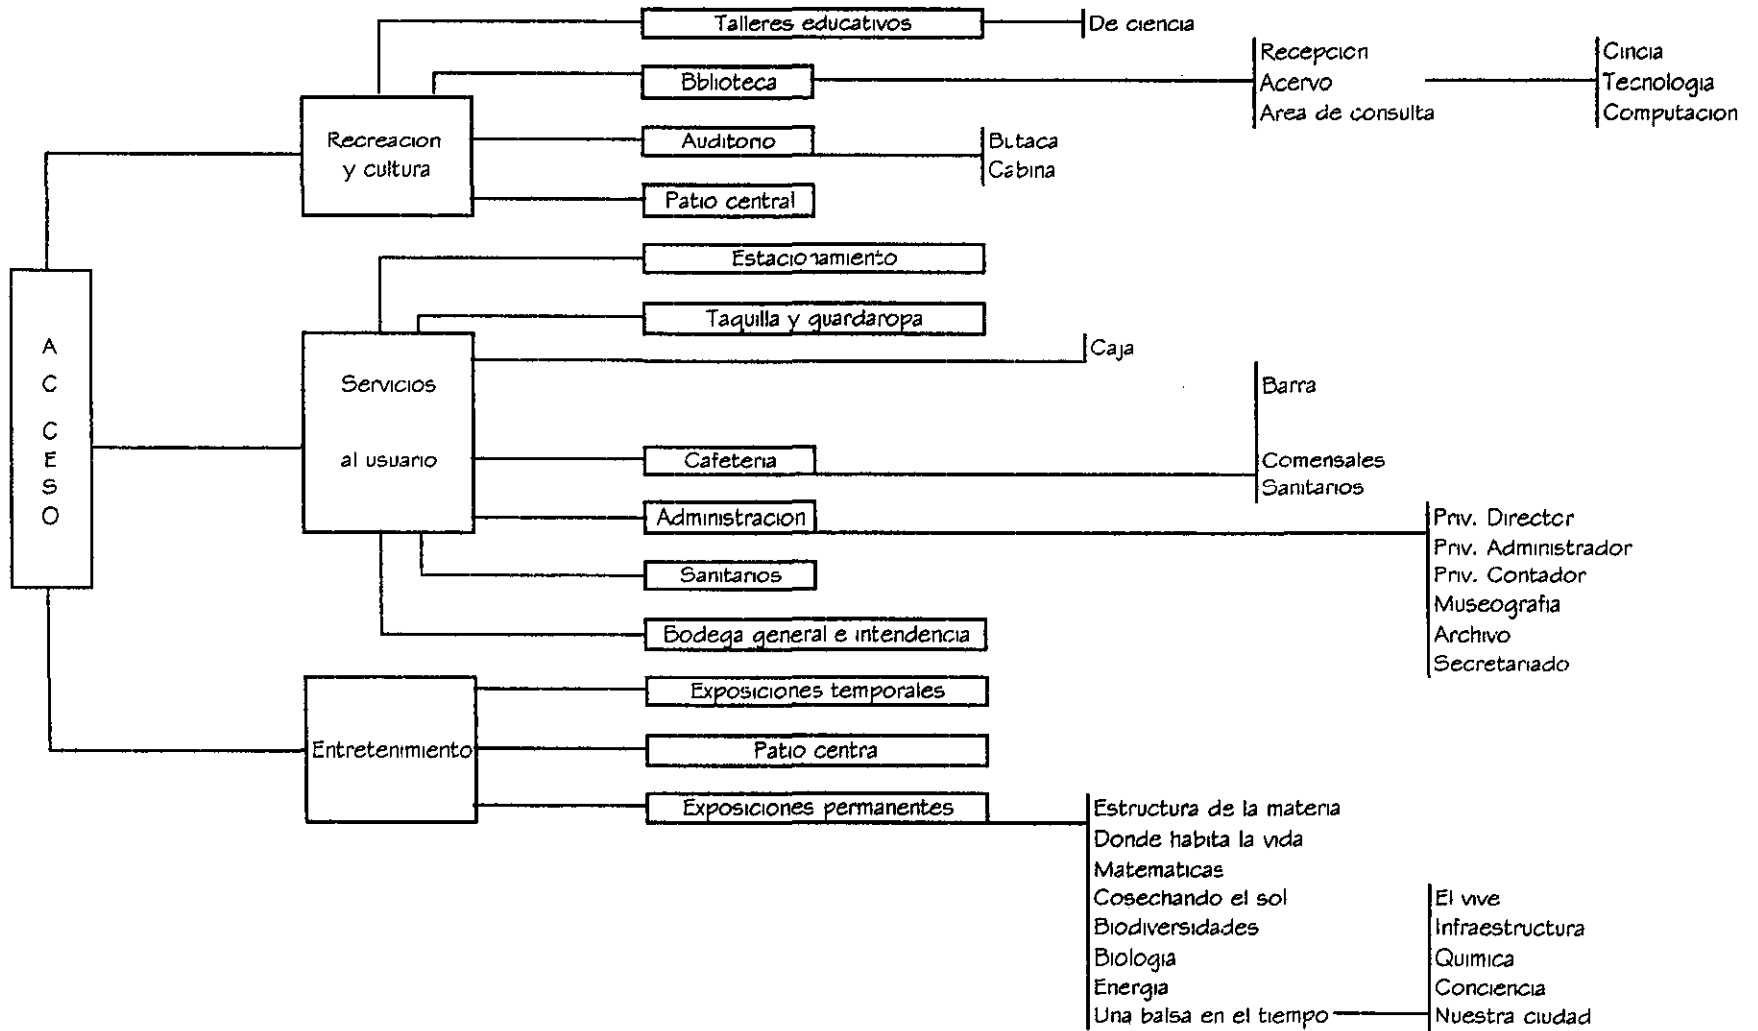 Talleres educativos
De ciencia
Bblioteca
Recepcion
Acervo
Area de consulta
Cincia
Tecnologia
Computacion
Recreacion
y cultura
Auditorio
Butaca
Cabina
Patio central
ACCESO
Estacionamiento
Taquilla y guardaropa
Caja
Servicios
al usuario
Cafeteria
Barra
Comensales
Sanitarios
Administracion
Priv. Director
Priv. Administrador
Priv. Contador
Museografia
Archivo
Secretariado
Sanitarios
Bodega general e intendencia
Entretenimiento
Exposiciones temporales
Patio centra
Exposiciones permanentes
Estructura de la materia
Donde habita la vida
Matematicas
Cosechando el sol
Biodiversidades
Biologia
Energia
Una balsa en el tiempo
El vive
Infraestructura
Quimica
Conciencia
Nuestra ciudad